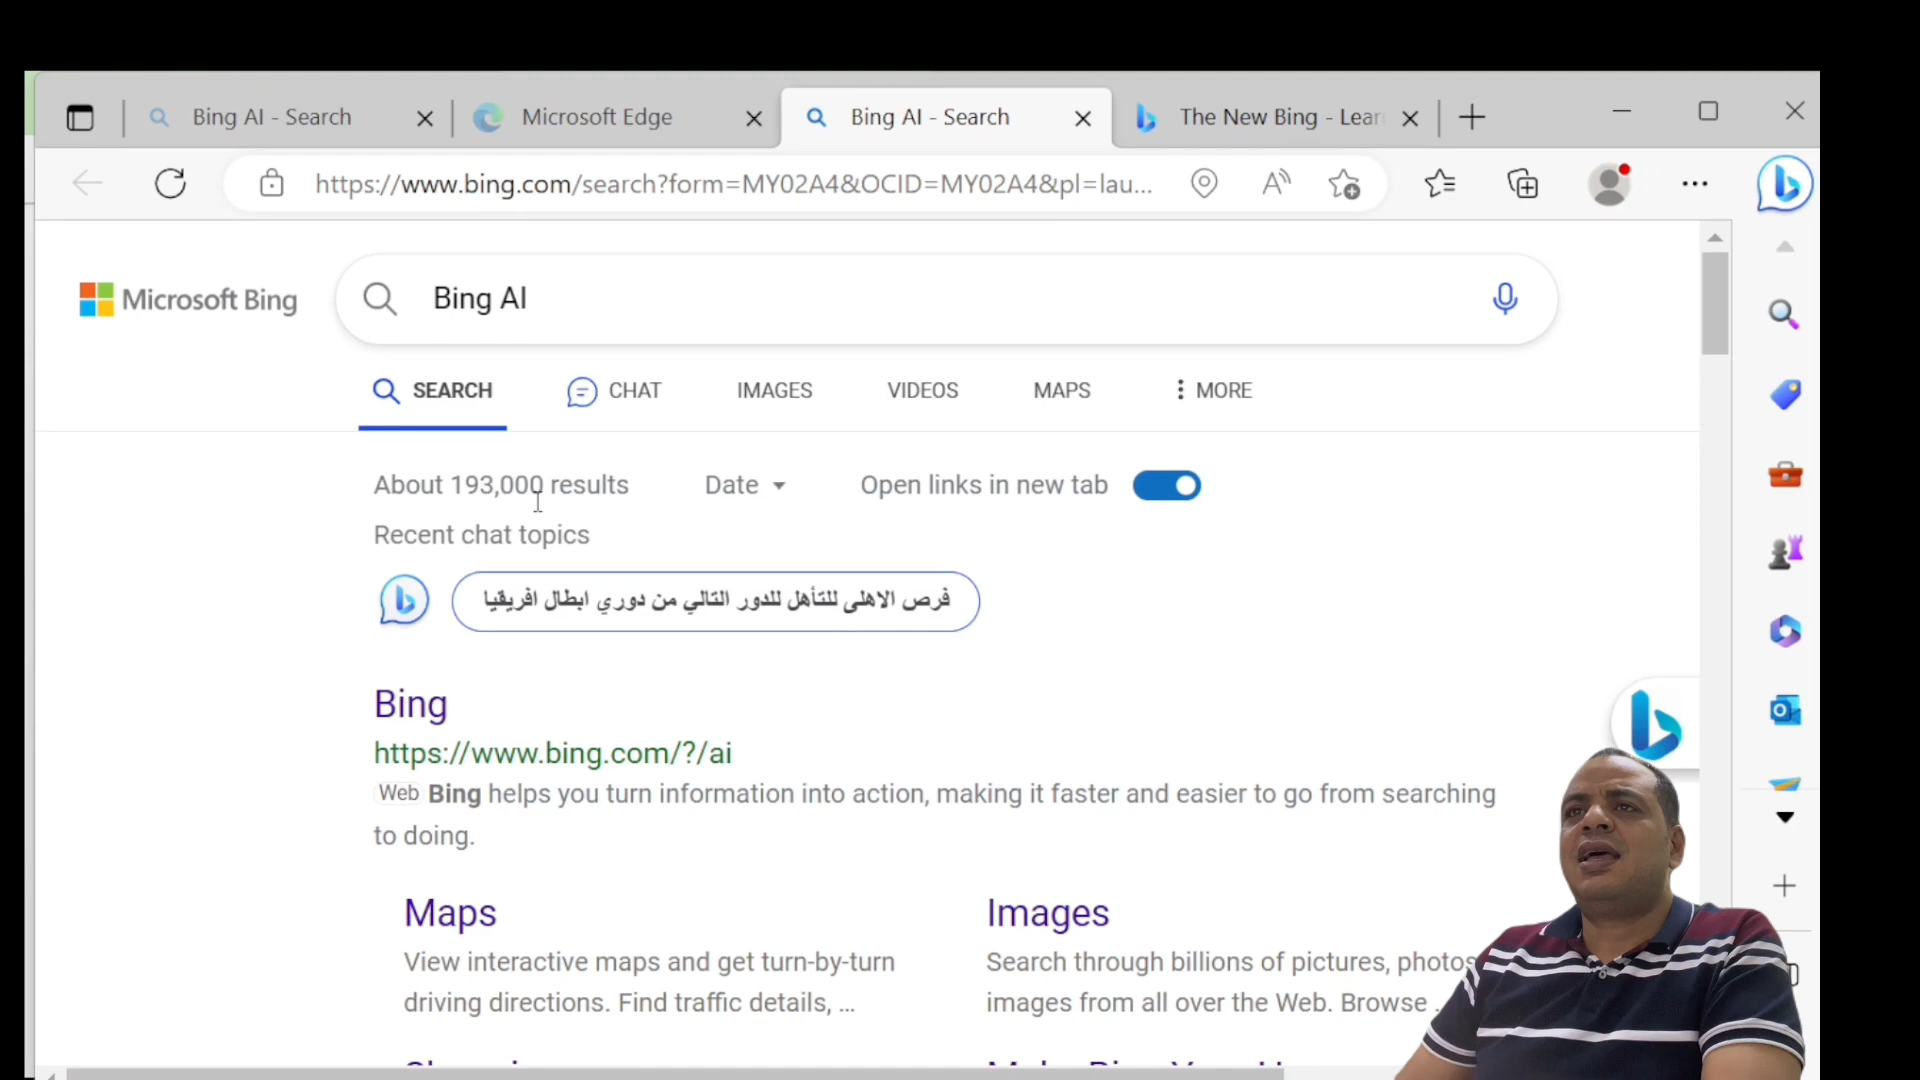 Bing AI - Search
Microsoft Edge
Bing AI - Search
The New Bing - Lear
https://www.bing.com/search?form=MY02A4&OCID=MY02A4&pl=lau...
Microsoft Bing
Bing AI
SEARCH
CHAT
IMAGES
VIDEOS
MAPS
MORE
About 193,000 results
Date
Open links in new tab
Recent chat topics
فرص الاهلى للتأهل للدور التالي من دوري ابطال افريقيا
Bing
https://www.bing.com/?/ai
Web Bing helps you turn information into action, making it faster and easier to go from searching
to doing.
Maps
View interactive maps and get turn-by-turn
driving directions. Find traffic details, ...
Images
Search through billions of pictures, photos
images from all over the Web. Browse